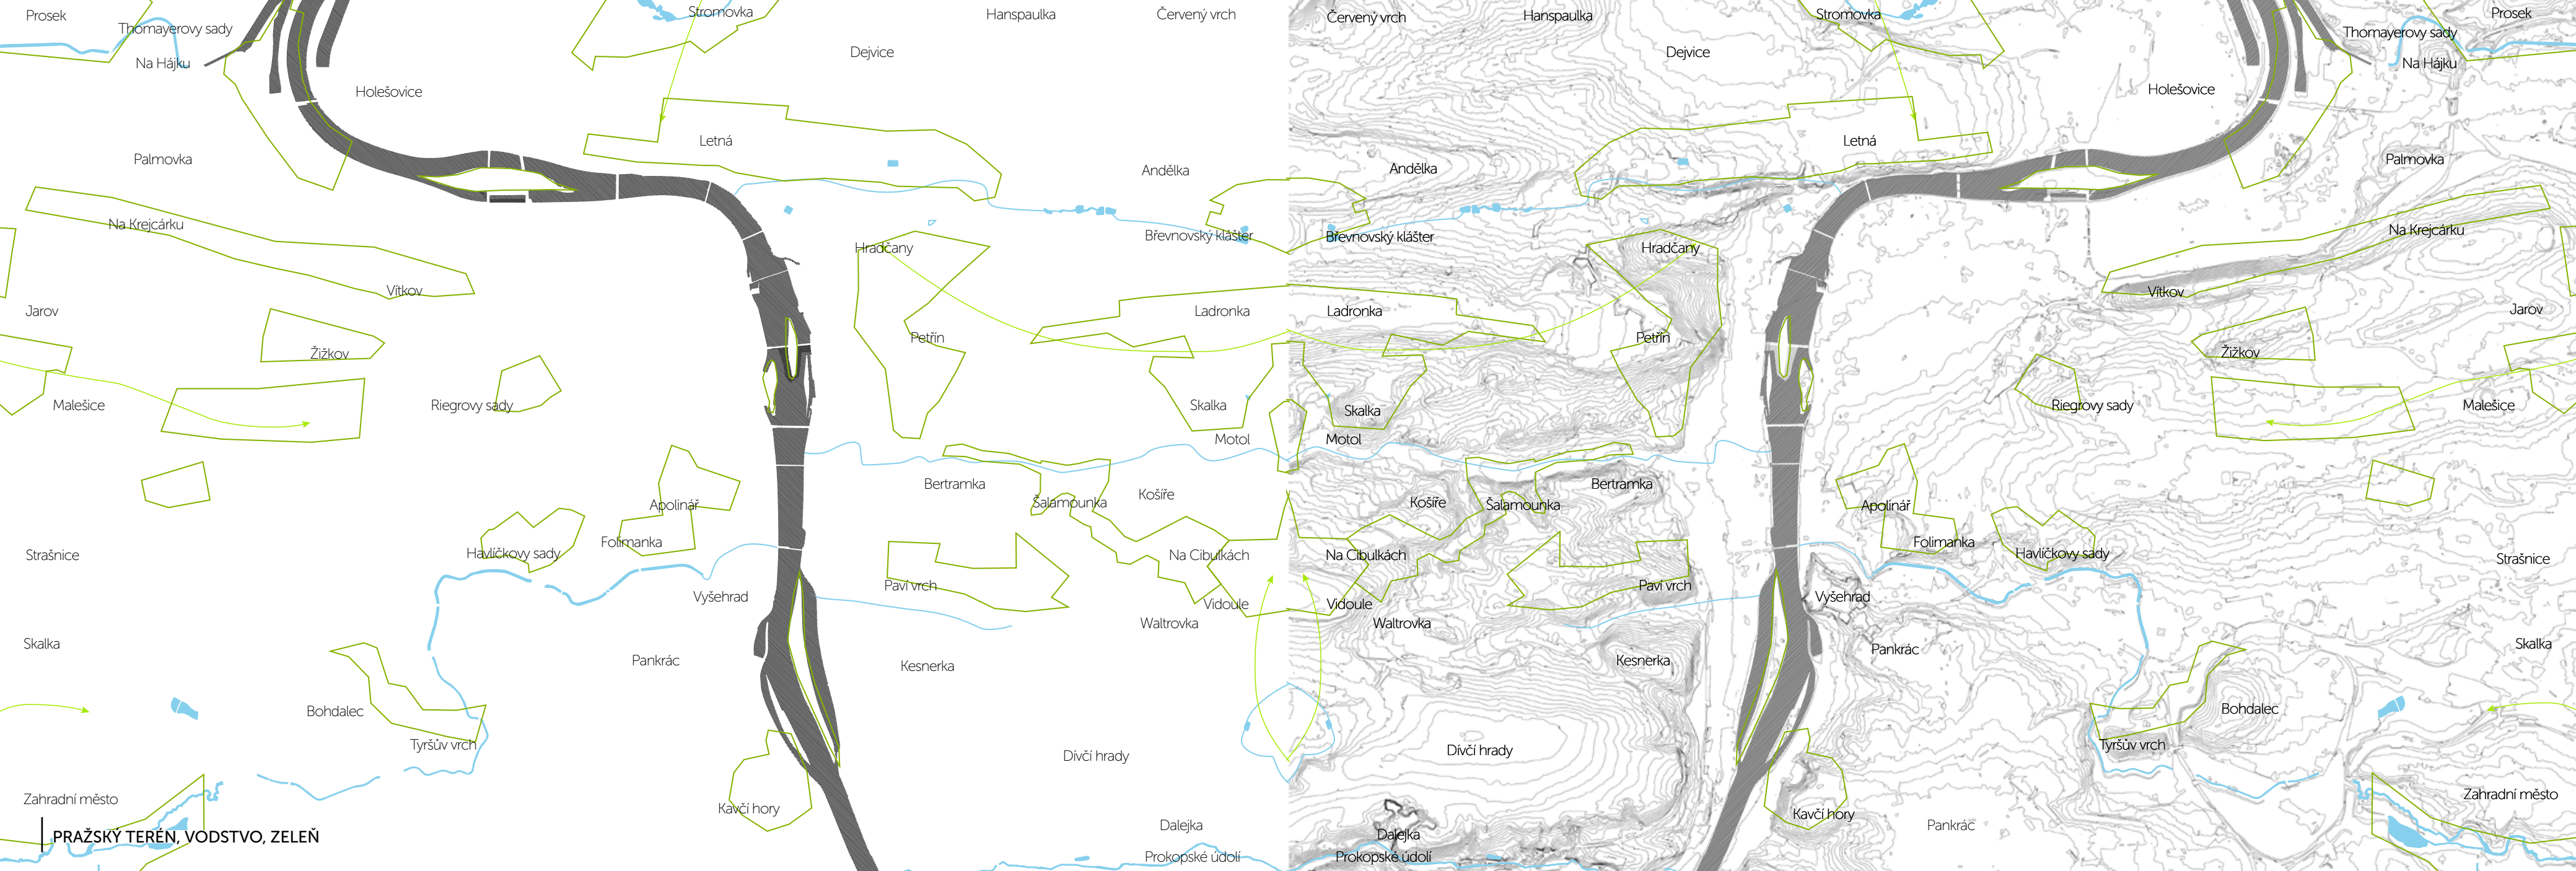 Prosek
Thomayerovy sady
Na Hájku
Holešovice
Stromovka
Dejvice
Hanspaulka
Červený vrch
Palmovka
Letná
Anděĺka
Na Krejcárku
Břevnovský klášter
Hradčany
Vítkov
Jarov
Ladronka
Žižkov
Petřín
Malešice
Riegrovy sady
Skalka
Motol
Bertramka
Košíře
Šalamounka
Apolinář
Folimanka
Havlíčkovy sady
Strašnice
Na Cibulkách
Paví vrch
Vyšehrad
Vidoule
Waltrovka
Skalka
Pankrác
Kesnerka
Bohdalec
Tyršův vrch
Dívčí hrady
Zahradní město
Kavčí hory
Dalejka
Prokopské údolí
PRAŽSKÝ TERÉN, VODSTVO, ZELEŇ
Červený vrch
Hanspaulka
Stromovka
Prosek
Thomayerovy sady
Dejvice
Na Hájku
Holešovice
Letná
Palmovka
Andělka
Na Krejcárku
Břevnovský klášter
Hradčany
Vítkov
Ladronka
Jarov
Petřín
Žižkov
Skalka
Riegrovy sady
Malešice
Motol
Bertramka
Košíře
Šalamounka
Apolinář
Folimanka
Havlíčkovy sady
Na Cibulkách
Strašnice
Paví vrch
Vyšehrad
Vidoule
Waltrovka
Pankrác
Skalka
Kesnerka
Bohdalec
Tyršův vrch
Dívčí hrady
Zahradní město
Kavčí hory
Pankrác
Dalejka
Prokopské údolí